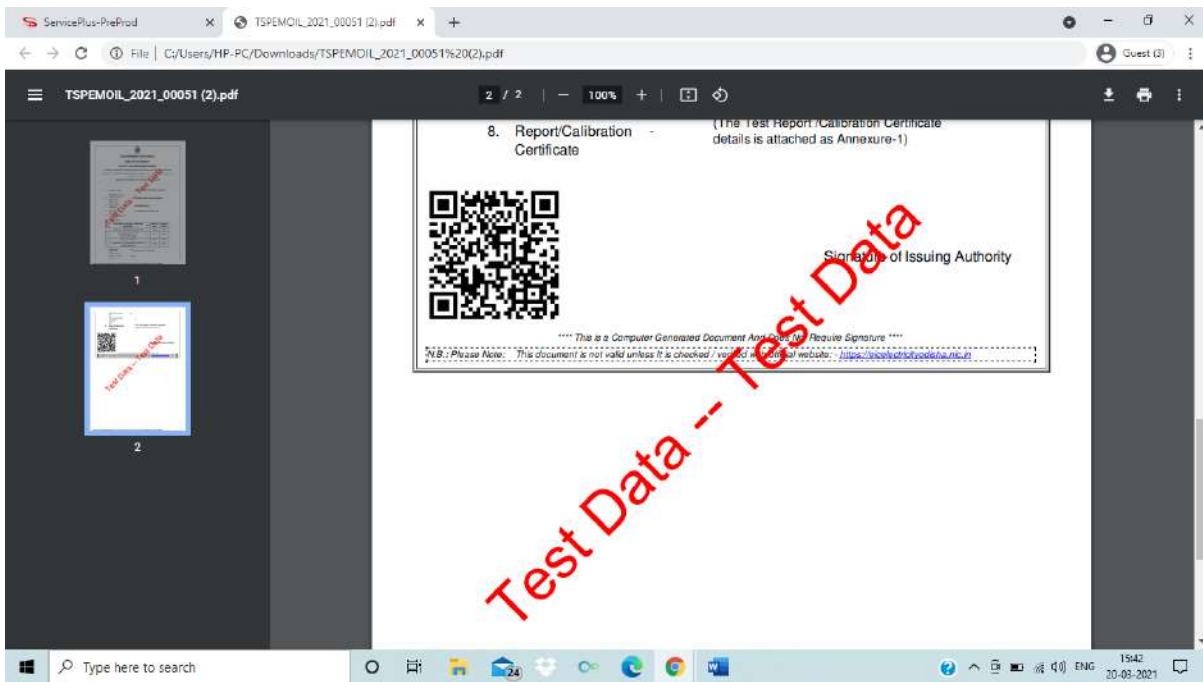 ServicePlus-PreProd
TSPEMOIL_2021_00051 (2).pdf
File | C:/Users/HP-PC/Downloads/TSPEMOIL_2021_00051%20(2).pdf
Guest (3)
TSPEMOIL_2021_00051 (2).pdf
2 / 2 | — 100% + |
1
2
8. Report/Calibration - Certificate
(The Test Report /Calibration Certificate
details is attached as Annexure-1)
Signature of Issuing Authority
**** This is a Computer Generated Document And Does Not Require Signature ****
N.B.: Please Note: This document is not valid unless It is checked / verified with official website: - https://eicelectricityodisha.nic.in
Test Data -- Test Data
Type here to search
24
ENG
15:42
20-03-2021